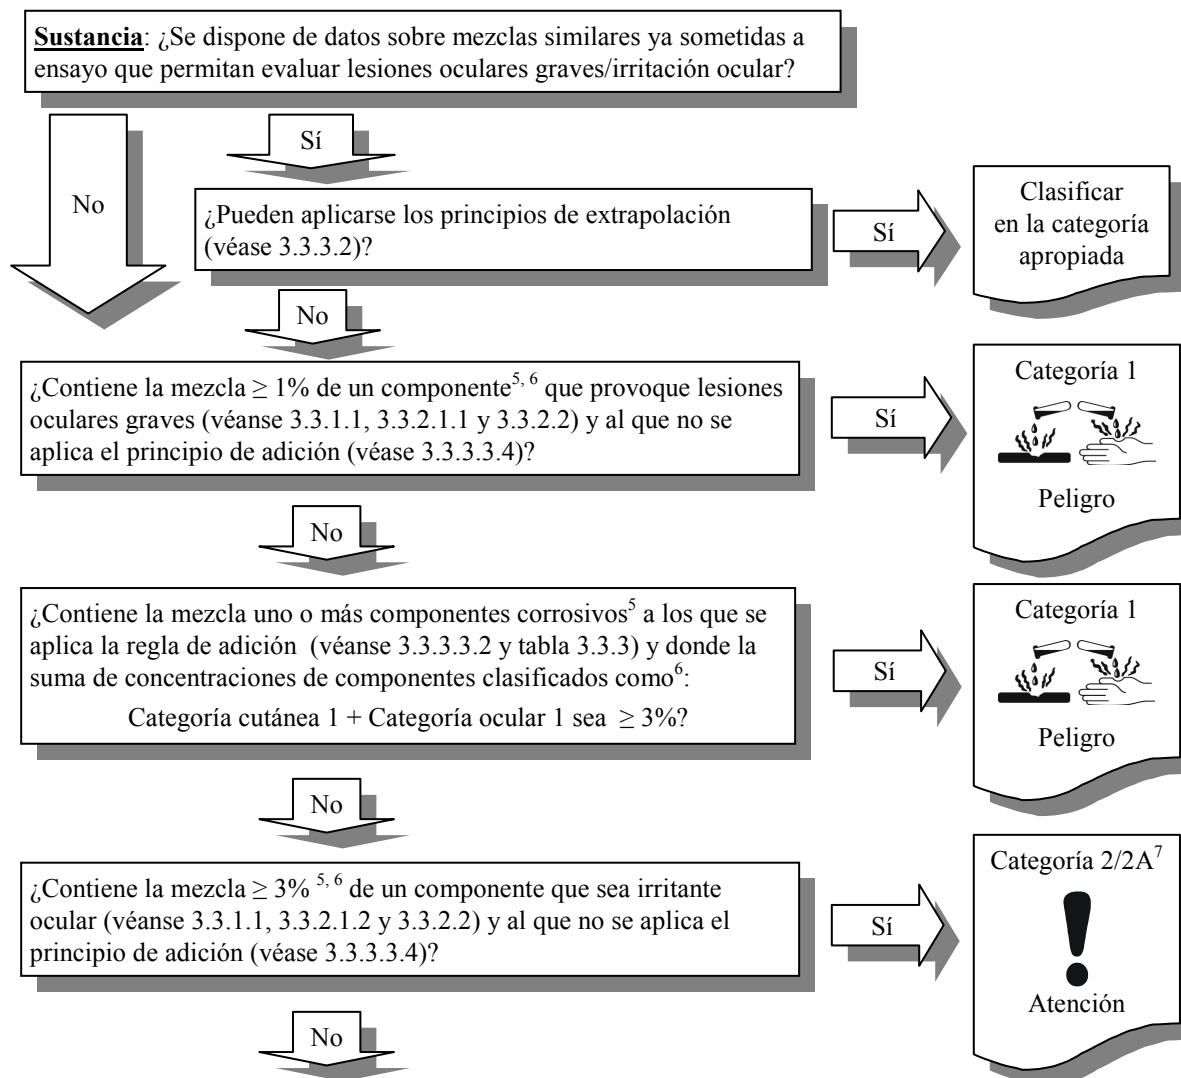 Sustancia: ¿Se dispone de datos sobre mezclas similares ya sometidas a
ensayo que permitan evaluar lesiones oculares graves/irritación ocular?
Sí
No
¿Pueden aplicarse los principios de extrapolación
(véase 3.3.3.2)?
Sí
Clasificar
en la categoría
apropiada
No
¿Contiene la mezcla ≥ 1% de un componente5, 6 que provoque lesiones
oculares graves (véanse 3.3.1.1, 3.3.2.1.1 y 3.3.2.2) y al que no se
aplica el principio de adición (véase 3.3.3.3.4)?
Sí
Categoría 1
Peligro
No
¿Contiene la mezcla uno o más componentes corrosivos5 a los que se
aplica la regla de adición (véanse 3.3.3.3.2 y tabla 3.3.3) y donde la
suma de concentraciones de componentes clasificados como6:
Categoría cutánea 1 + Categoría ocular 1 sea ≥ 3%?
Sí
Categoría 1
Peligro
No
¿Contiene la mezcla ≥ 3% 5, 6 de un componente que sea irritante
ocular (véanse 3.3.1.1, 3.3.2.1.2 y 3.3.2.2) y al que no se aplica el
principio de adición (véase 3.3.3.3.4)?
Sí
Categoría 2/2A7
Atención
No